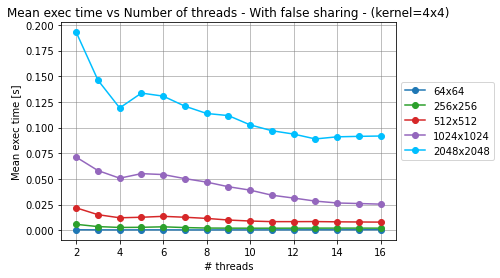 Mean exec time vs Number of threads - With false sharing - (kernel=4x4)
Mean exec time [s]
0.200
0.175
0.150
0.125
0.100
0.075
0.050
0.025
0.000
2 4 6 8 10 12 14 16
# threads
64x64
256x256
512x512
1024x1024
2048x2048